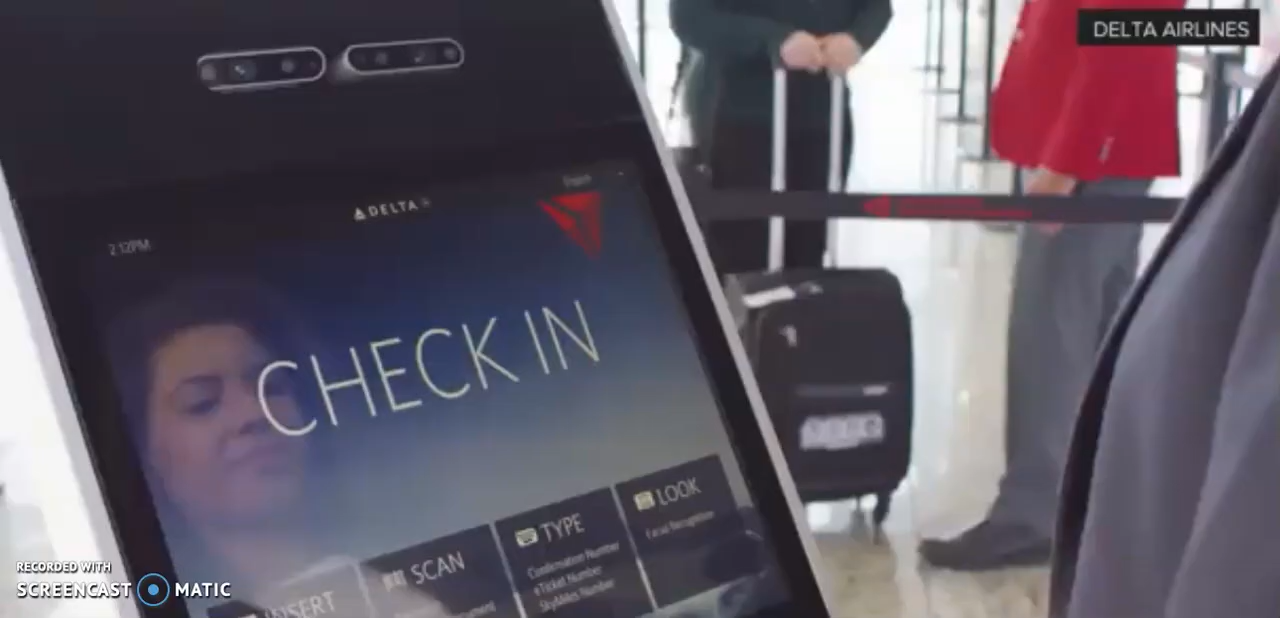 DELTA AIRLINES
DELTA
2:12PM
CHECK IN
INSERT
SCAN
TYPE
Confirmation Number
eTicket Number
SkyMiles Number
LOOK
Facial Recognition
RECORDED WITH
SCREENCAST MATIC